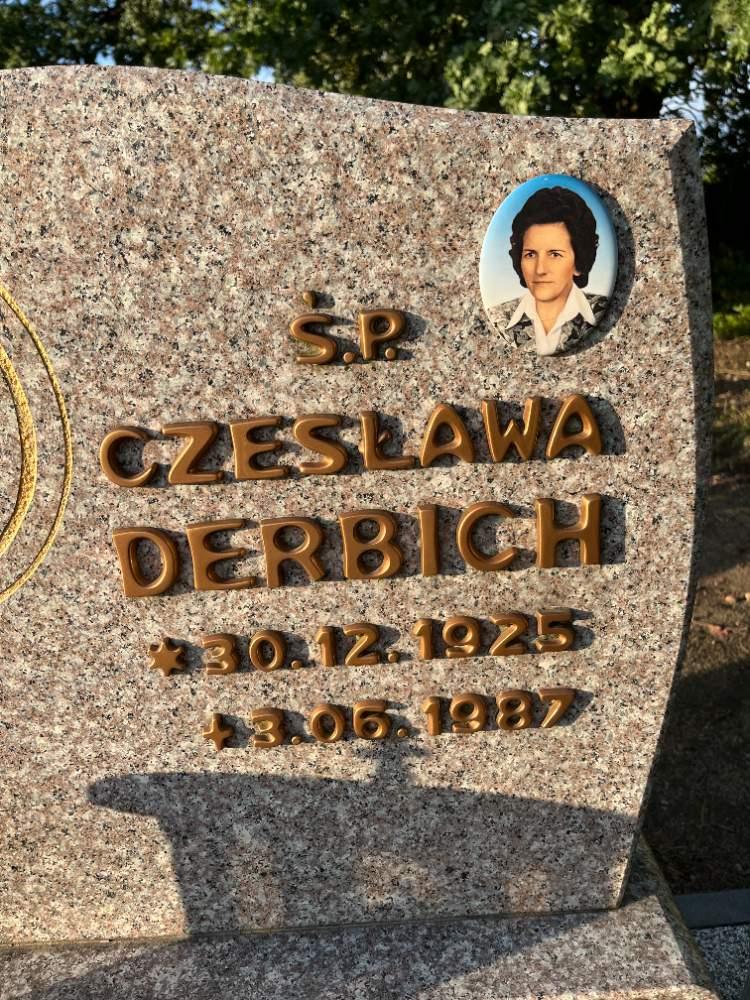 Ś.P.
CZESŁAWA
DERBICH
✶ 30.12.1925
+ 3.06.1987